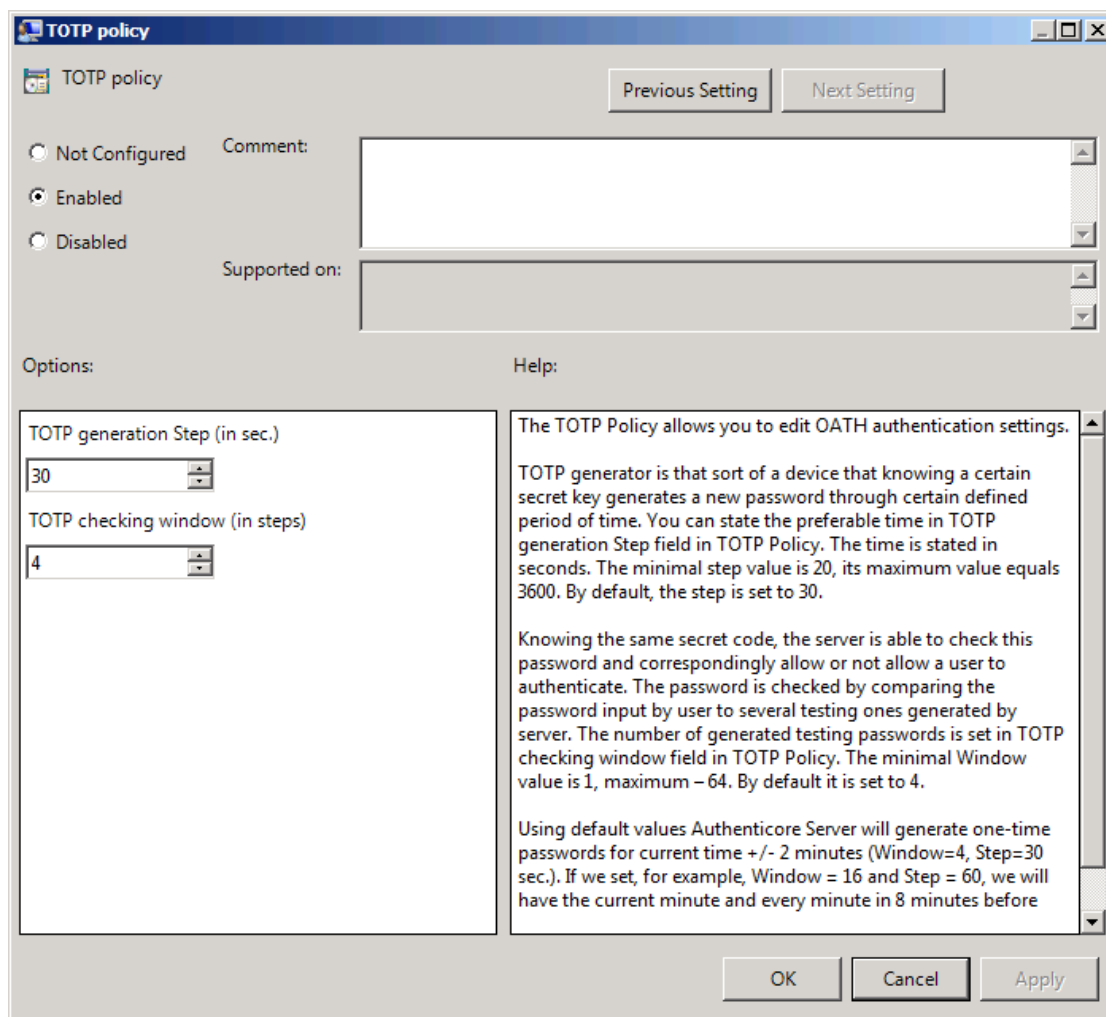 TOTP policy
TOTP policy
Previous Setting
Next Setting
Not Configured
Comment:
Enabled
Disabled
Supported on:
Options:
Help:
TOTP generation Step (in sec.)
30
TOTP checking window (in steps)
4
The TOTP Policy allows you to edit OATH authentication settings.
TOTP generator is that sort of a device that knowing a certain
secret key generates a new password through certain defined
period of time. You can state the preferable time in TOTP
generation Step field in TOTP Policy. The time is stated in
seconds. The minimal step value is 20, its maximum value equals
3600. By default, the step is set to 30.
Knowing the same secret code, the server is able to check this
password and correspondingly allow or not allow a user to
authenticate. The password is checked by comparing the
password input by user to several testing ones generated by
server. The number of generated testing passwords is set in TOTP
checking window field in TOTP Policy. The minimal Window
value is 1, maximum – 64. By default it is set to 4.
Using default values Authenticore Server will generate one-time
passwords for current time +/- 2 minutes (Window=4, Step=30
sec.). If we set, for example, Window = 16 and Step = 60, we will
have the current minute and every minute in 8 minutes before
OK
Cancel
Apply